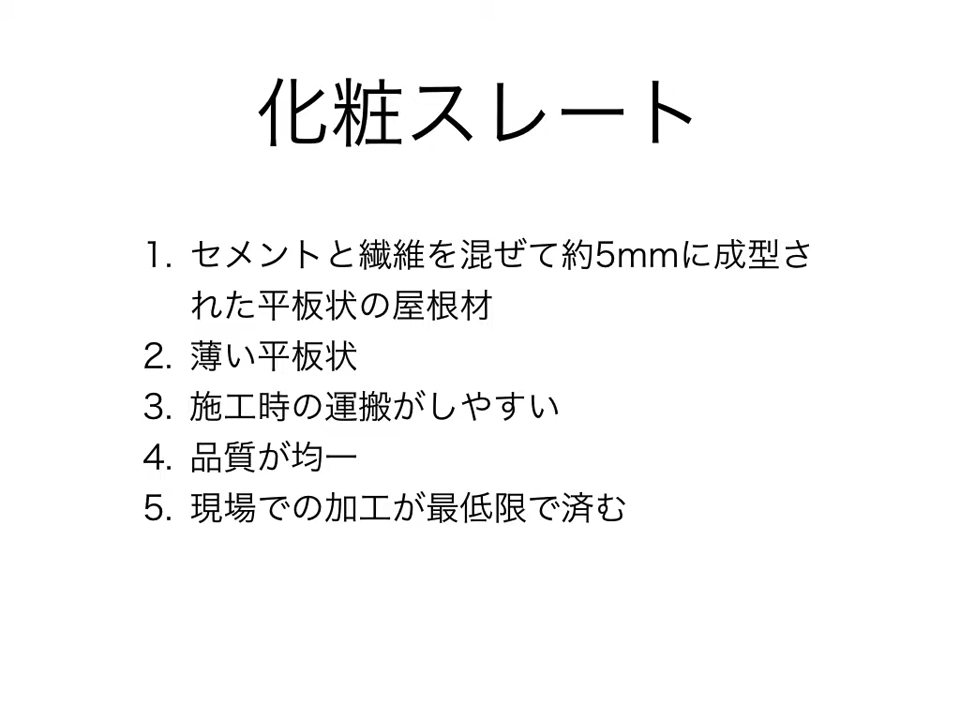 化粧スレート
1. セメントと繊維を混ぜて約5mmに成型さ
れた平板状の屋根材
2. 薄い平板状
3. 施工時の運搬がしやすい
4. 品質が均一
5. 現場での加工が最低限で済む